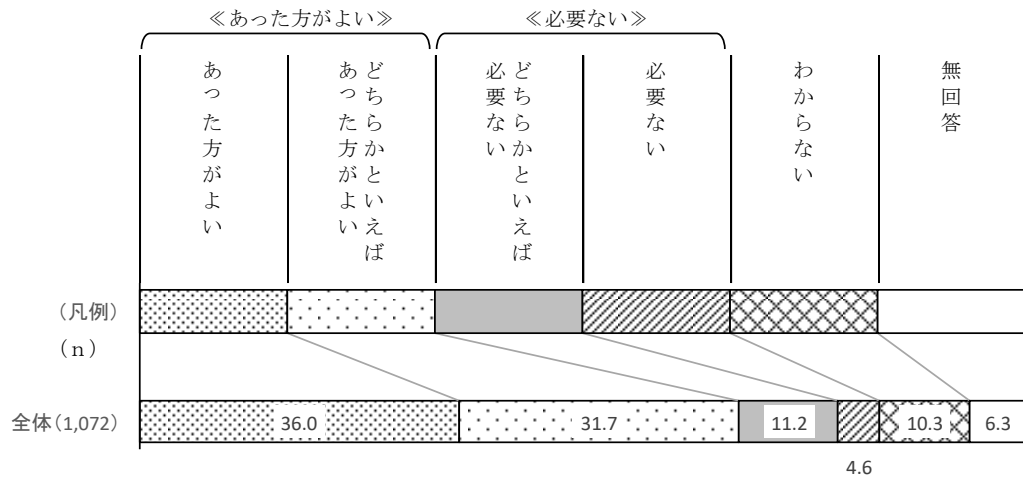 ≪あった方がよい≫
≪必要ない≫
あった方がよい
どちらかといえば
あった方がよい
どちらかといえば
必要ない
必要ない
わからない
無回答
(凡例)
(n)
全体(1,072)
36.0
31.7
11.2
10.3
6.3
4.6